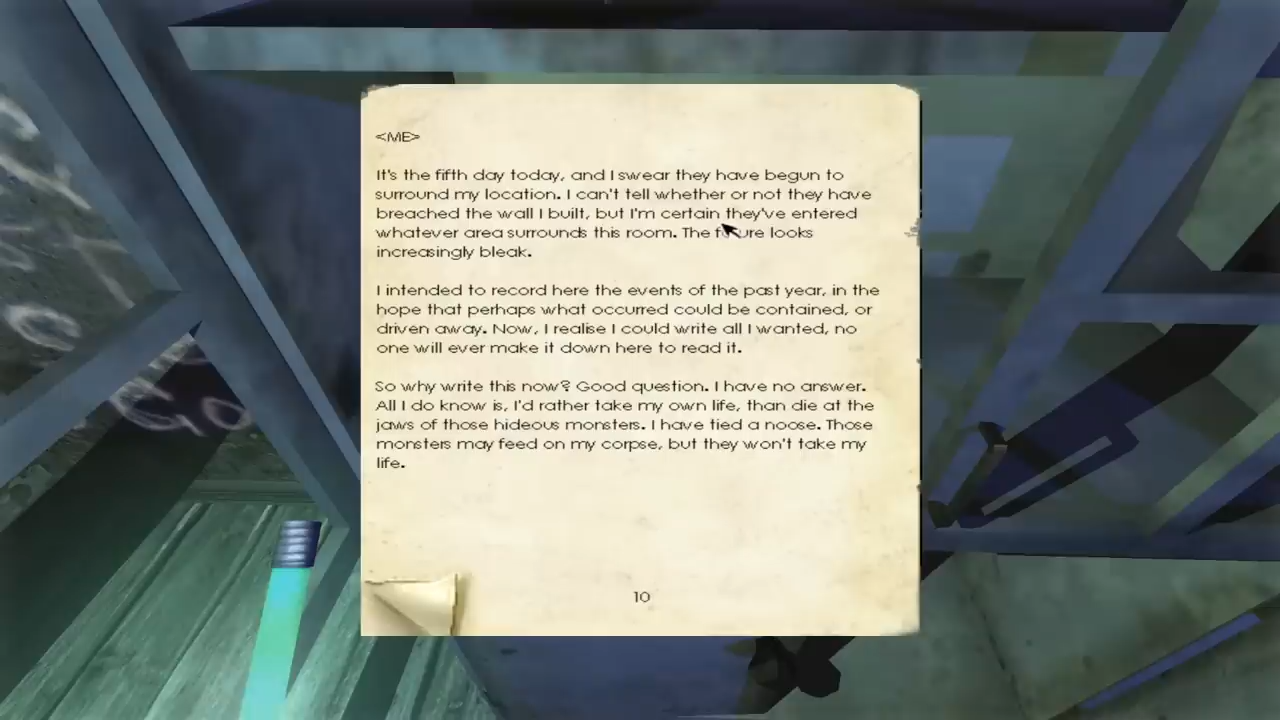 <ME>
It's the fifth day today, and I swear they have begun to
surround my location. I can't tell whether or not they have
breached the wall I built, but I'm certain they've entered
whatever area surrounds this room. The future looks
increasingly bleak.
I intended to record here the events of the past year, in the
hope that perhaps what occurred could be contained, or
driven away. Now, I realise I could write all I wanted, no
one will ever make it down here to read it.
So why write this now? Good question. I have no answer.
All I do know is, I'd rather take my own life, than die at the
jaws of those hideous monsters. I have tied a noose. Those
monsters may feed on my corpse, but they won't take my
life.
10